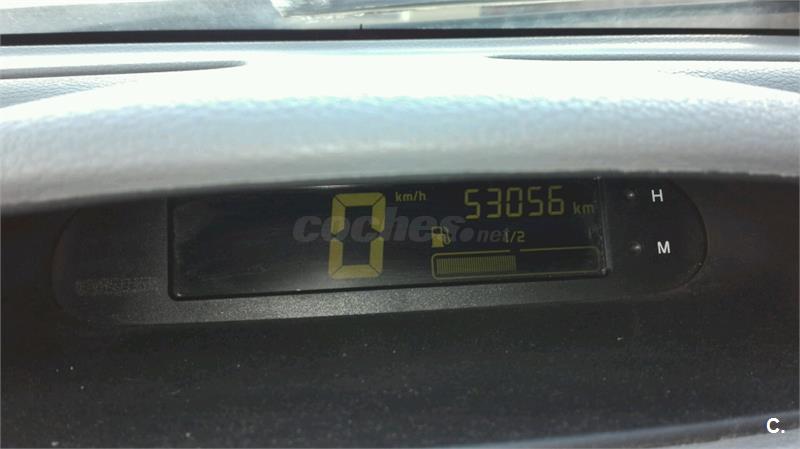 0 km/h 53056 km H
coches.net 1/2
M
C.